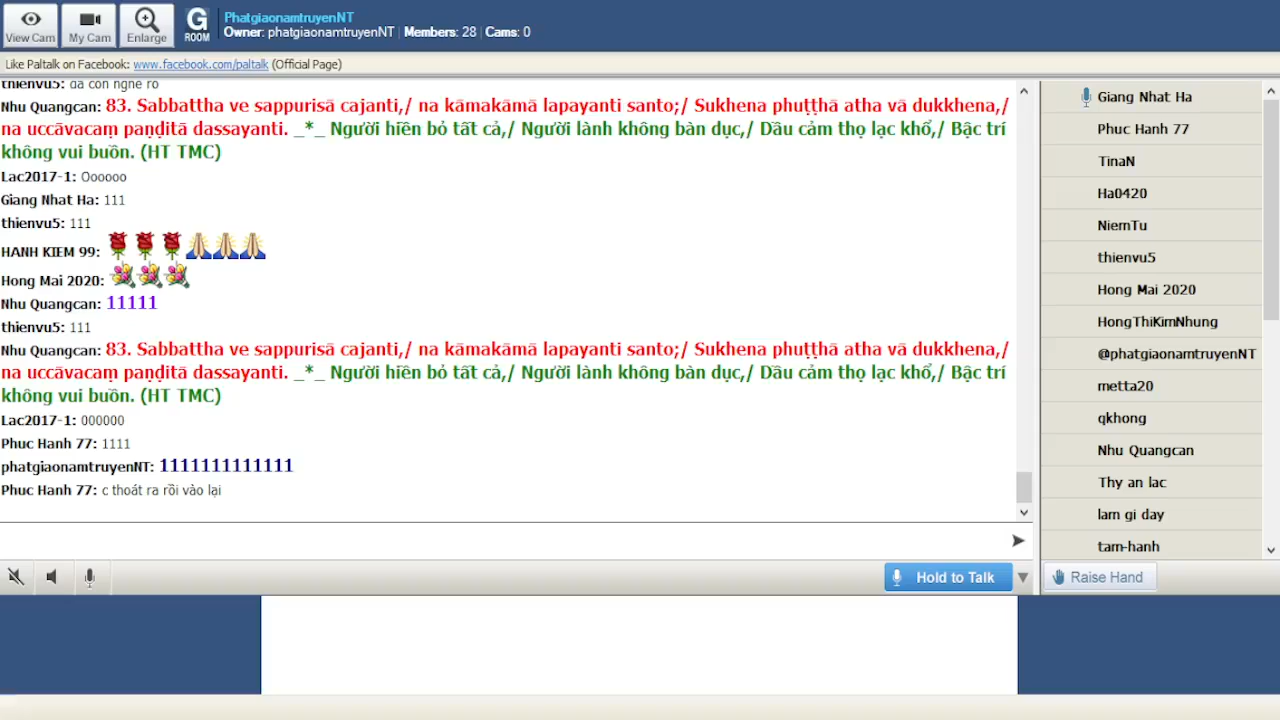 View Cam
My Cam
Enlarge
G ROOM
PhatgiaonamtruyenNT
Owner: phatgiaonamtruyenNT | Members: 28 | Cams: 0
Like Paltalk on Facebook: www.facebook.com/paltalk (Official Page)
thienvu5: da con nghe ro
Nhu Quangcan: 83. Sabbattha ve sappurisā cajanti,/ na kāmakāmā lapayanti santo;/ Sukhena phuṭṭhā atha vā dukkhena,/
na uccāvacaṃ paṇḍitā dassayanti. _*_ Người hiền bỏ tất cả,/ Người lành không bàn dục,/ Dầu cảm thọ lạc khổ,/ Bậc trí
không vui buồn. (HT TMC)
Lac2017-1: Oooooo
Giang Nhat Ha: 111
thienvu5: 111
HANH KIEM 99:
Hong Mai 2020:
Nhu Quangcan: 11111
thienvu5: 111
Nhu Quangcan: 83. Sabbattha ve sappurisā cajanti,/ na kāmakāmā lapayanti santo;/ Sukhena phuṭṭhā atha vā dukkhena,/
na uccāvacaṃ paṇḍitā dassayanti. _*_ Người hiền bỏ tất cả,/ Người lành không bàn dục,/ Dầu cảm thọ lạc khổ,/ Bậc trí
không vui buồn. (HT TMC)
Lac2017-1: 000000
Phuc Hanh 77: 1111
phatgiaonamtruyenNT: 1111111111111
Phuc Hanh 77: c thoát ra rồi vào lại
Hold to Talk
Giang Nhat Ha
Phuc Hanh 77
TinaN
Ha0420
NiemTu
thienvu5
Hong Mai 2020
HongThiKimNhung
@phatgiaonamtruyenNT
metta20
qkhong
Nhu Quangcan
Thy an lac
lam gi day
tam-hanh
Raise Hand